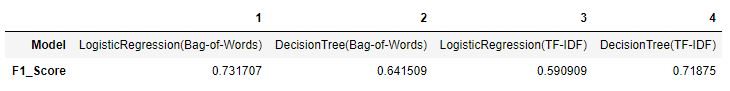 1 2 3 4
Model LogisticRegression(Bag-of-Words) DecisionTree(Bag-of-Words) LogisticRegression(TF-IDF) DecisionTree(TF-IDF)
F1_Score 0.731707 0.641509 0.590909 0.71875